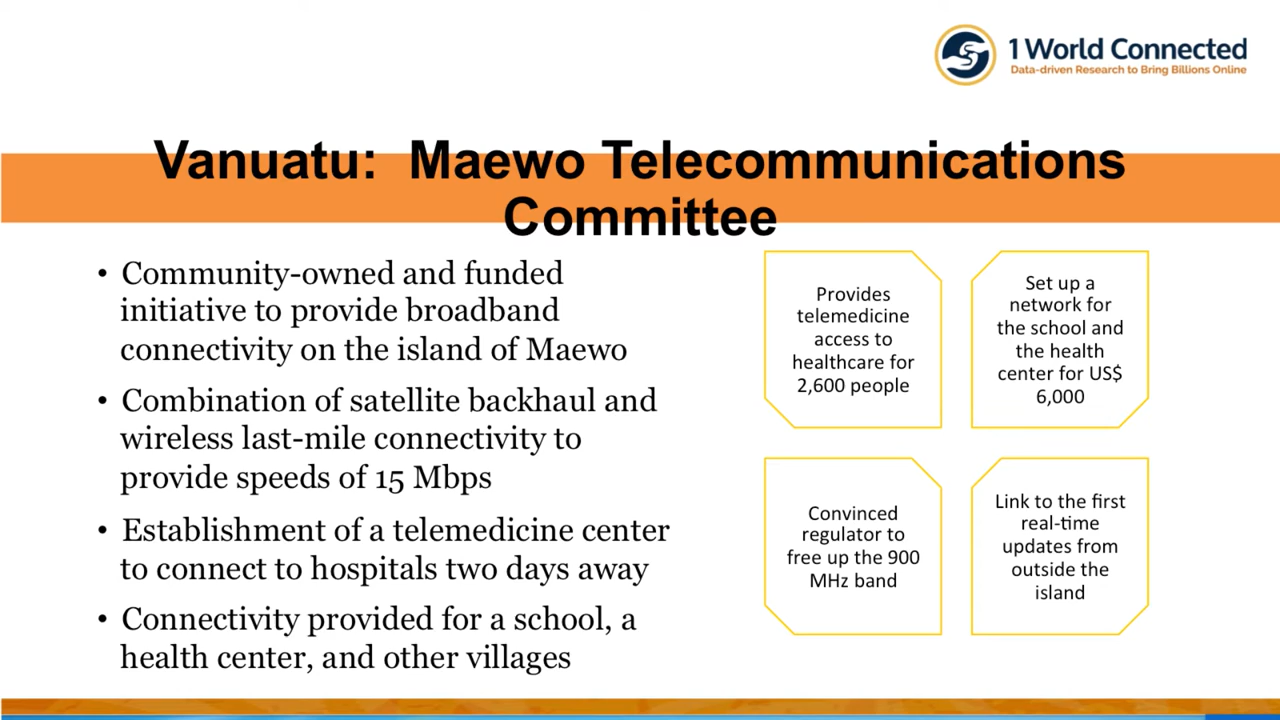 1 World Connected
Data-driven Research to Bring Billions Online
Vanuatu: Maewo Telecommunications
Committee
• Community-owned and funded
initiative to provide broadband
connectivity on the island of Maewo
• Combination of satellite backhaul and
wireless last-mile connectivity to
provide speeds of 15 Mbps
• Establishment of a telemedicine center
to connect to hospitals two days away
• Connectivity provided for a school, a
health center, and other villages
Provides
telemedicine
access to
healthcare for
2,600 people
Set up a
network for
the school and
the health
center for US$
6,000
Convinced
regulator to
free up the 900
MHz band
Link to the first
real-time
updates from
outside the
island